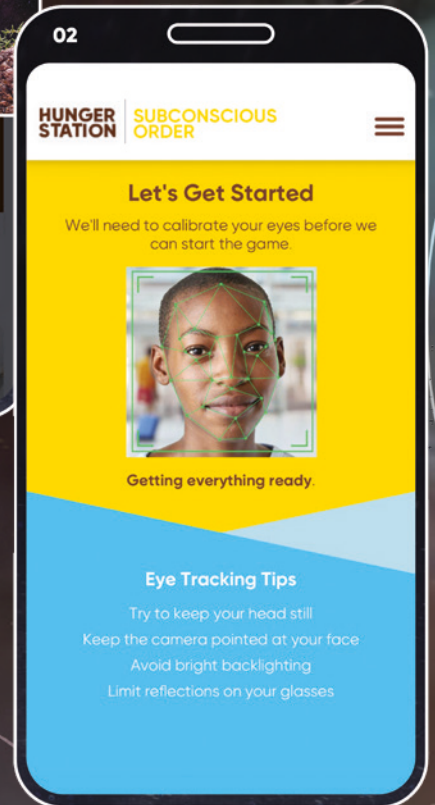 02
HUNGER
STATION
SUBCONSCIOUS
ORDER
Let's Get Started
We'll need to calibrate your eyes before we
can start the game.
Getting everything ready.
Eye Tracking Tips
Try to keep your head still
Keep the camera pointed at your face
Avoid bright backlighting
Limit reflections on your glasses